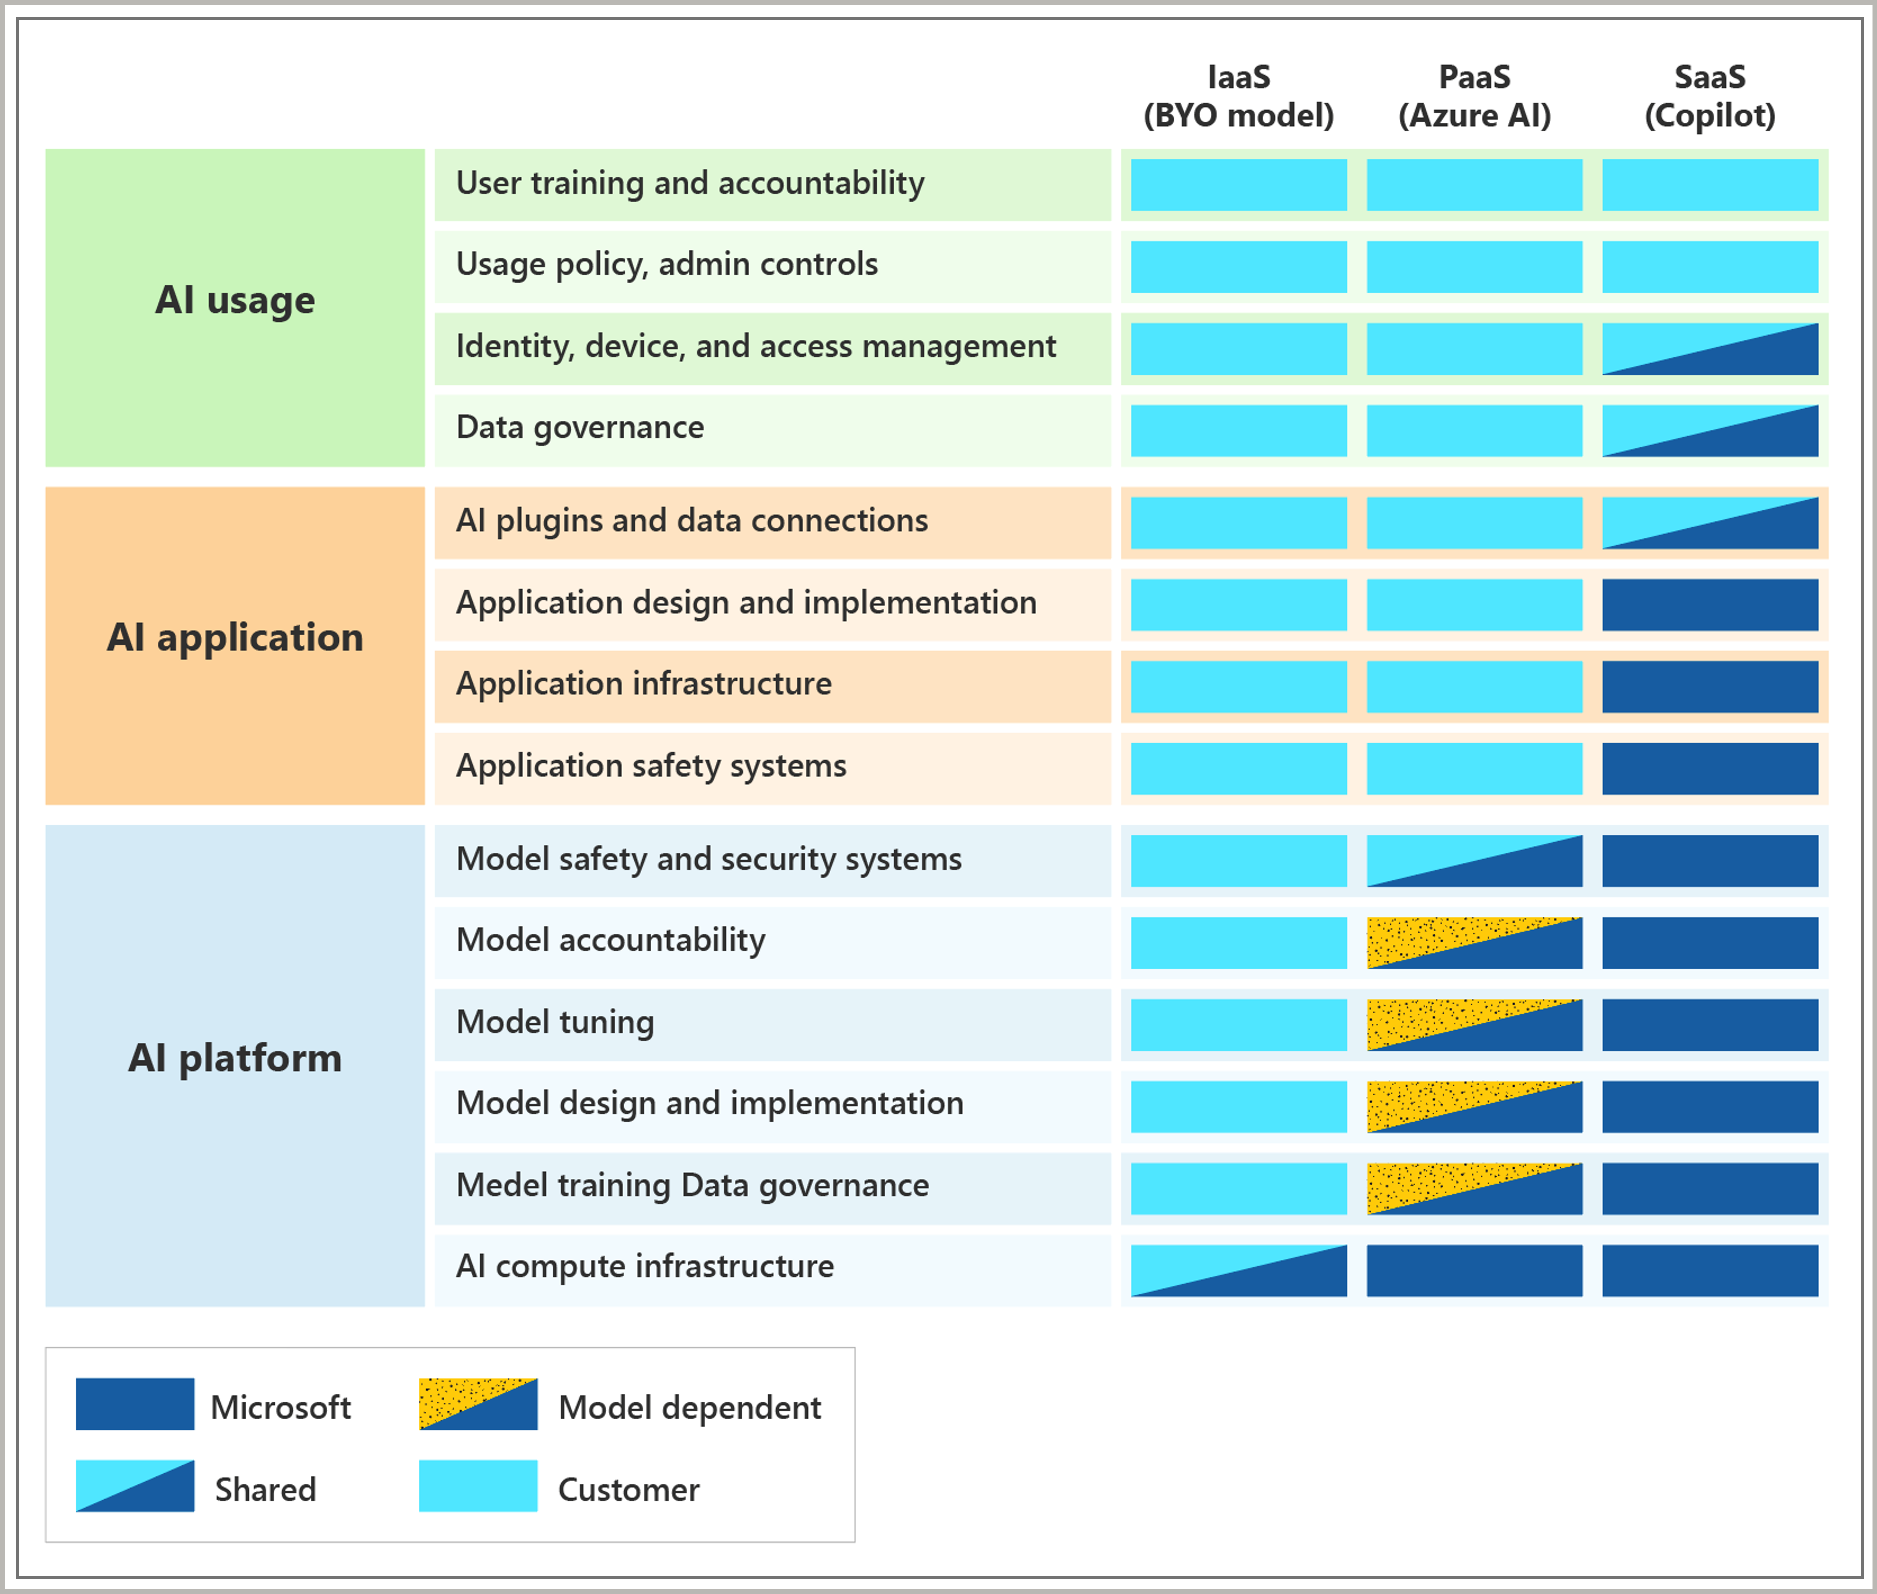 IaaS
(BYO model)
PaaS
(Azure AI)
SaaS
(Copilot)
AI usage
User training and accountability
Usage policy, admin controls
Identity, device, and access management
Data governance
AI application
AI plugins and data connections
Application design and implementation
Application infrastructure
Application safety systems
AI platform
Model safety and security systems
Model accountability
Model tuning
Model design and implementation
Medel training Data governance
AI compute infrastructure
Microsoft
Model dependent
Shared
Customer